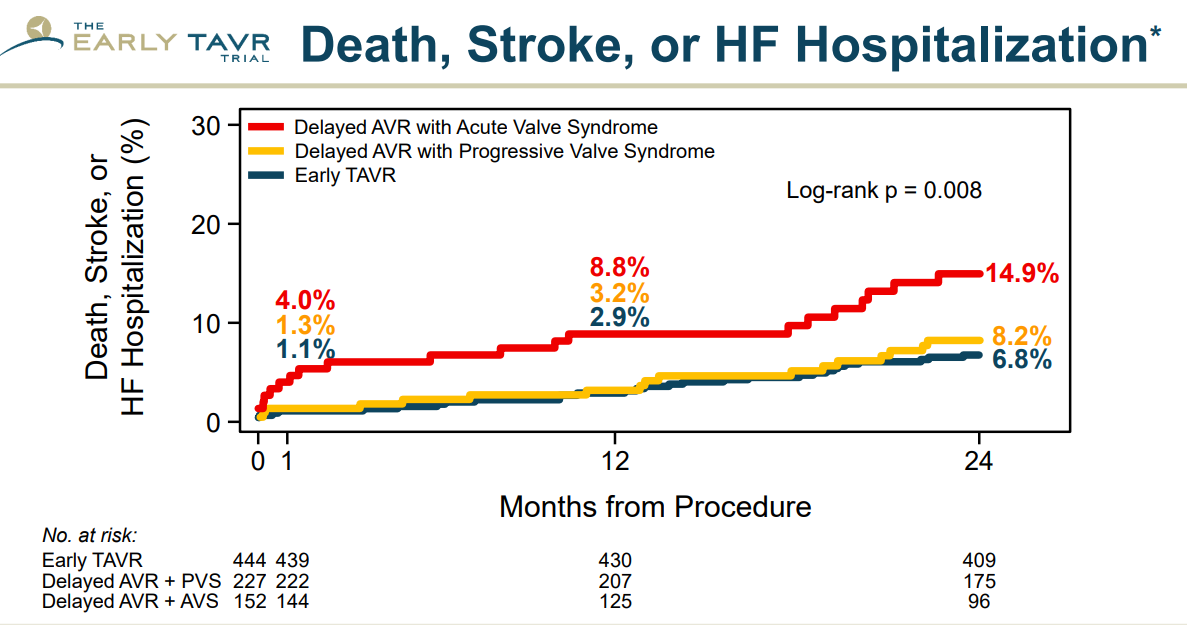 THE
EARLY TAVR
TRIAL
Death, Stroke, or HF Hospitalization*
Death, Stroke, or
HF Hospitalization (%)
30
20
10
0
Delayed AVR with Acute Valve Syndrome
Delayed AVR with Progressive Valve Syndrome
Early TAVR
Log-rank p = 0.008
4.0%
1.3%
1.1%
8.8%
3.2%
2.9%
14.9%
8.2%
6.8%
0 1 12 24
Months from Procedure
No. at risk:
Early TAVR 444 439 430 409
Delayed AVR + PVS 227 222 207 175
Delayed AVR + AVS 152 144 125 96